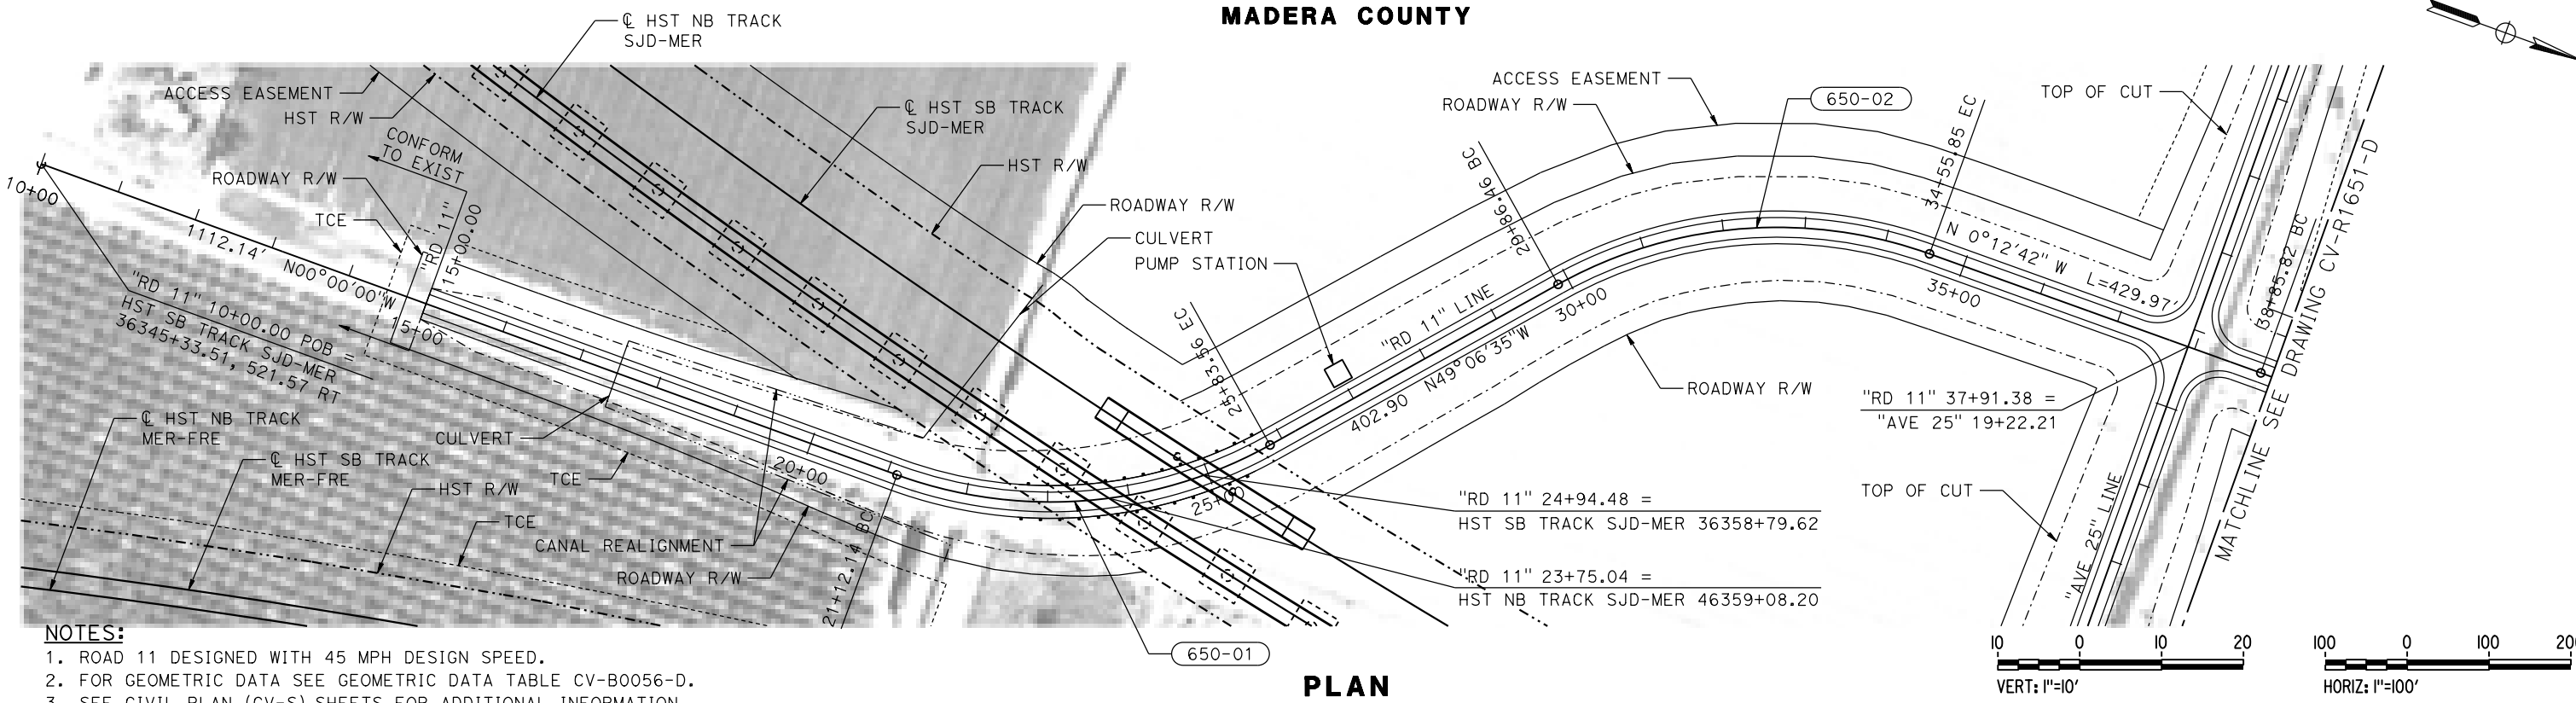 MADERA COUNTY
℄ HST NB TRACK
SJD-MER
ACCESS EASEMENT
HST R/W
CONFORM
TO EXIST
ROADWAY R/W
TCE
10+00
1112.14'
N00°00'00"W
"RD 11"
15+00.00
15+00
"RD 11" 10+00.00 POB =
HST SB TRACK SJD-MER
36345+33.51, 521.57 RT
℄ HST NB TRACK
MER-FRE
℄ HST SB TRACK
MER-FRE
HST R/W
TCE
CULVERT
TCE
CANAL REALIGNMENT
ROADWAY R/W
20+00
21+12.14 BC
℄ HST SB TRACK
SJD-MER
HST R/W
ROADWAY R/W
CULVERT
PUMP STATION
25+83.56 EC
25+00
650-01
"RD 11" LINE
402.90
N49°06'35"W
29+86.46 BC
30+00
ACCESS EASEMENT
ROADWAY R/W
650-02
34+55.85 EC
TOP OF CUT
N 0°12'42" W
L=429.97'
35+00
38+85.82 BC
ROADWAY R/W
"RD 11" 37+91.38 =
"AVE 25" 19+22.21
TOP OF CUT
"AVE 25" LINE
MATCHLINE SEE DRAWING CV-R1651-D
"RD 11" 24+94.48 =
HST SB TRACK SJD-MER 36358+79.62
"RD 11" 23+75.04 =
HST NB TRACK SJD-MER 46359+08.20
NOTES:
1. ROAD 11 DESIGNED WITH 45 MPH DESIGN SPEED.
2. FOR GEOMETRIC DATA SEE GEOMETRIC DATA TABLE CV-B0056-D.
3. SEE CIVIL PLAN (CV-S) SHEETS FOR ADDITIONAL INFORMATION
PLAN
10 0 10 20
VERT: 1"=10'
100 0 100 200
HORIZ: 1"=100'